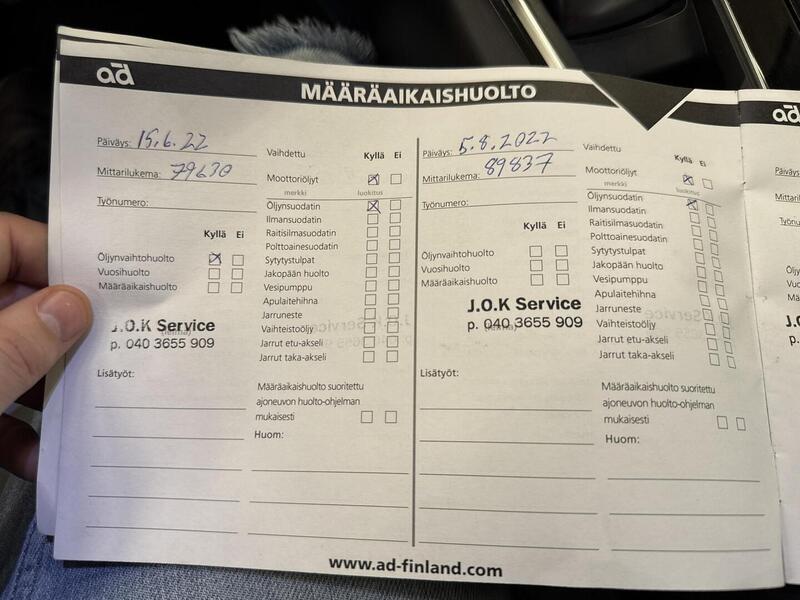 ad
MÄÄRÄAIKAISHUOLTO
Päiväys: 15.6.22
Mittarilukema: 79630
Työnumero:
Kyllä Ei
Öljynvaihtohuolto
Vuosihuolto
Määräaikaishuolto
J.O.K Service
p. 040 3655 909
Lisätyöt:
Vaihdettu
Kyllä Ei
Moottoriöljyt
merkki luokitus
Öljynsuodatin
Ilmansuodatin
Raitisilmasuodatin
Polttoainesuodatin
Sytytystulpat
Jakopään huolto
Vesipumppu
Apulaitehihna
Jarruneste
Vaihteistoöljy
Jarrut etu-akseli
Jarrut taka-akseli
Määräaikaishuolto suoritettu
ajoneuvon huolto-ohjelman
mukaisesti
Huom:
Päiväys: 5.8.2022
Mittarilukema: 89837
Työnumero:
Kyllä Ei
Öljynvaihtohuolto
Vuosihuolto
Määräaikaishuolto
J.O.K Service
p. 040 3655 909
Lisätyöt:
Vaihdettu
Kyllä Ei
Moottoriöljyt
merkki luokitus
Öljynsuodatin
Ilmansuodatin
Raitisilmasuodatin
Polttoainesuodatin
Sytytystulpat
Jakopään huolto
Vesipumppu
Apulaitehihna
Jarruneste
Vaihteistoöljy
Jarrut etu-akseli
Jarrut taka-akseli
Määräaikaishuolto suoritettu
ajoneuvon huolto-ohjelman
mukaisesti
Huom:
www.ad-finland.com
ad